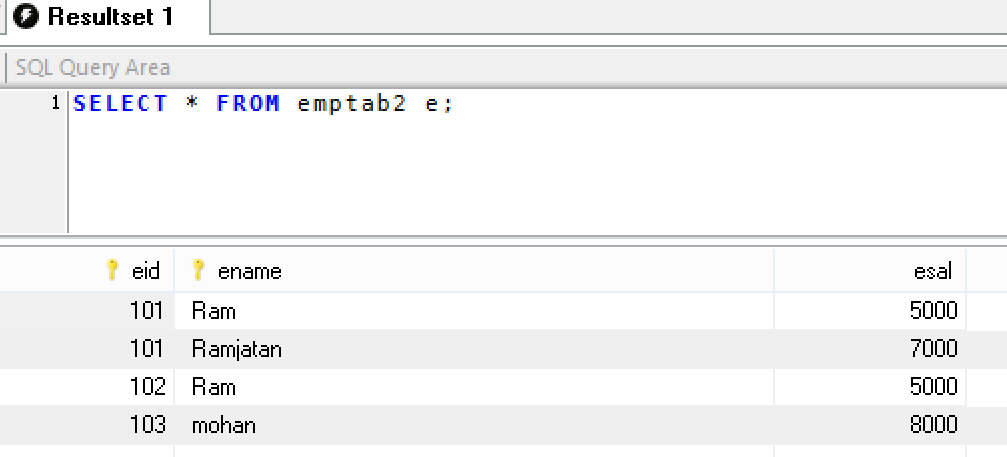 Resultset 1
SQL Query Area
1 SELECT * FROM emptab2 e;
eid ename esal
101 Ram 5000
101 Ramjatan 7000
102 Ram 5000
103 mohan 8000